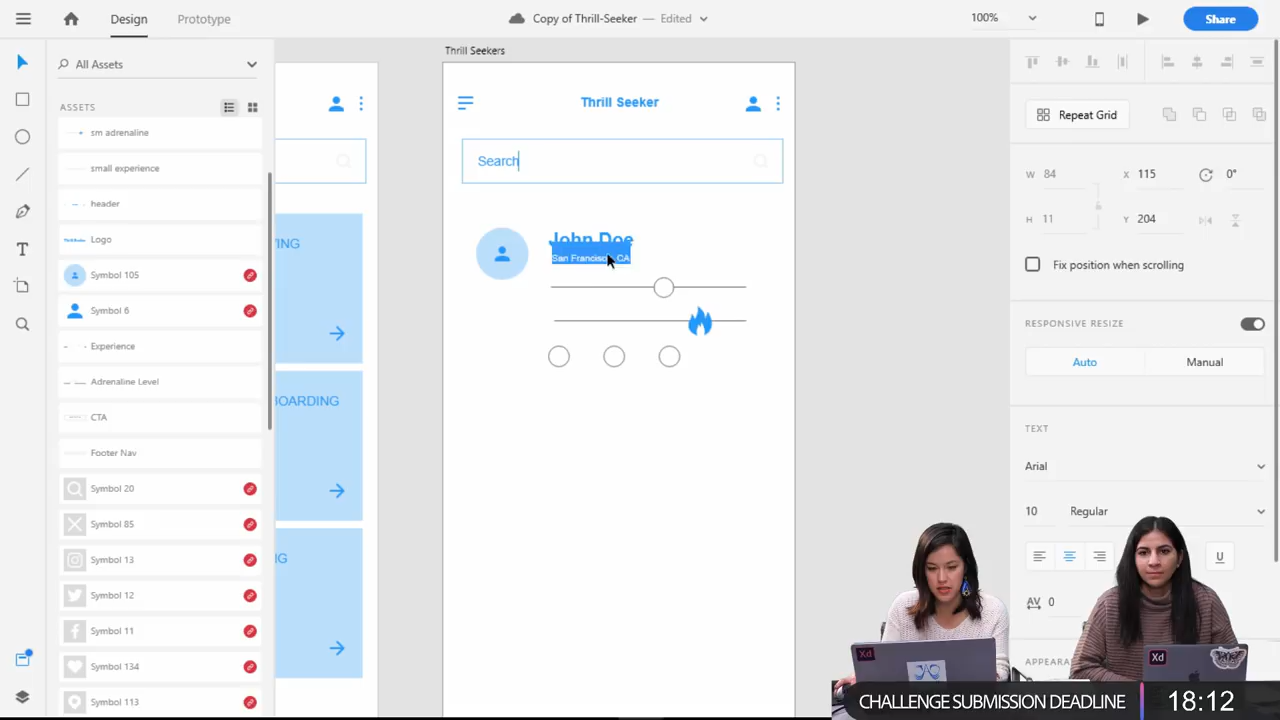 Design
Prototype
Copy of Thrill-Seeker — Edited
100%
Share
All Assets
ASSETS
sm adrenaline
small experience
header
Logo
Symbol 105
Symbol 6
Experience
Adrenaline Level
CTA
Footer Nav
Symbol 20
Symbol 85
Symbol 13
Symbol 12
Symbol 11
Symbol 134
Symbol 113
ING
OARDING
NG
Thrill Seekers
Thrill Seeker
Search
John Doe
San Francisco, CA
Repeat Grid
W 84
X 115
0°
H 11
Y 204
Fix position when scrolling
RESPONSIVE RESIZE
Auto
Manual
TEXT
Arial
10
Regular
U
AV 0
APPEARA
Xd
Xd
CHALLENGE SUBMISSION DEADLINE
18:12